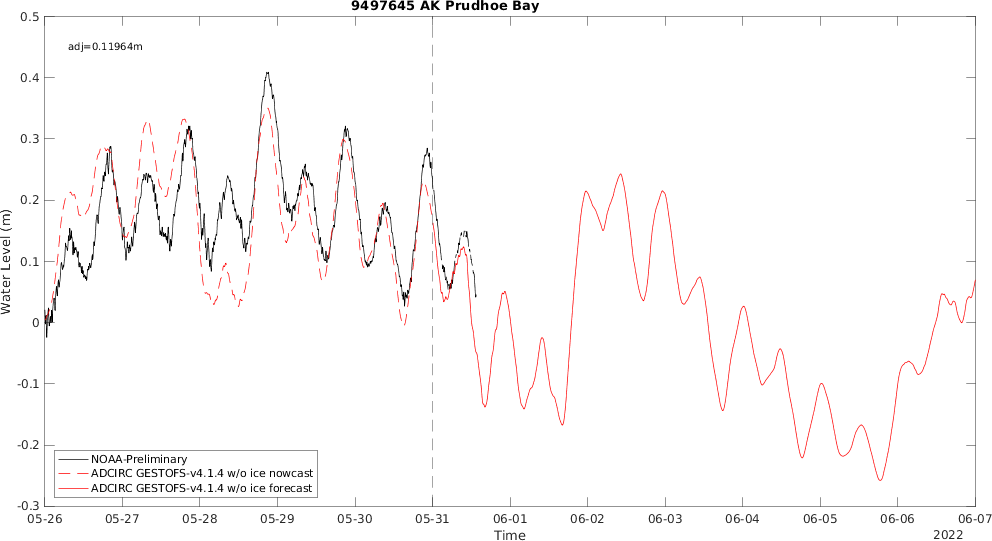 9497645 AK Prudhoe Bay
adj=0.11964m
Water Level (m)
0.5
0.4
0.3
0.2
0.1
0
-0.1
-0.2
-0.3
NOAA-Preliminary
ADCIRC GESTOFS-v4.1.4 w/o ice nowcast
ADCIRC GESTOFS-v4.1.4 w/o ice forecast
05-26 05-27 05-28 05-29 05-30 05-31 06-01 06-02 06-03 06-04 06-05 06-06 06-07
Time
2022